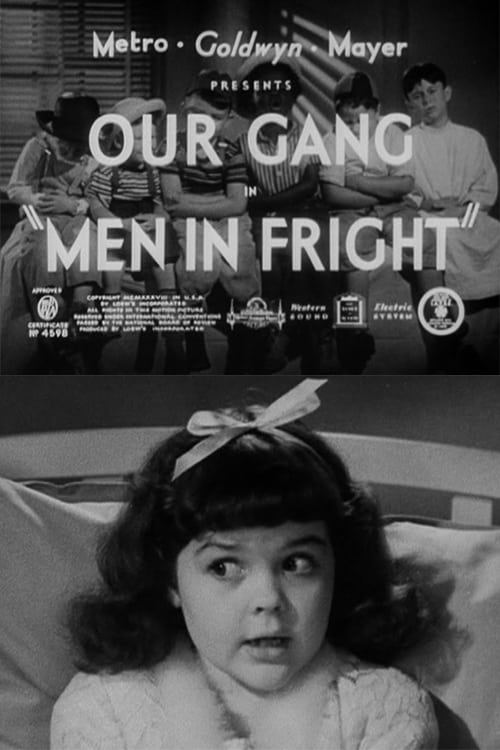 Metro · Goldwyn · Mayer
PRESENTS
OUR GANG
IN
"MEN IN FRIGHT"
APPROVED
CERTIFICATE
Nº 4598
COPYRIGHT MCMXXXVIII IN U.S.A.
BY LOEW'S INCORPORATED
ALL RIGHTS IN THIS MOTION PICTURE
RESERVED UNDER INTERNATIONAL CONVENTIONS
PASSED BY THE NATIONAL BOARD OF REVIEW
PRODUCED BY LOEW'S INCORPORATED
Western Electric
SOUND SYSTEM